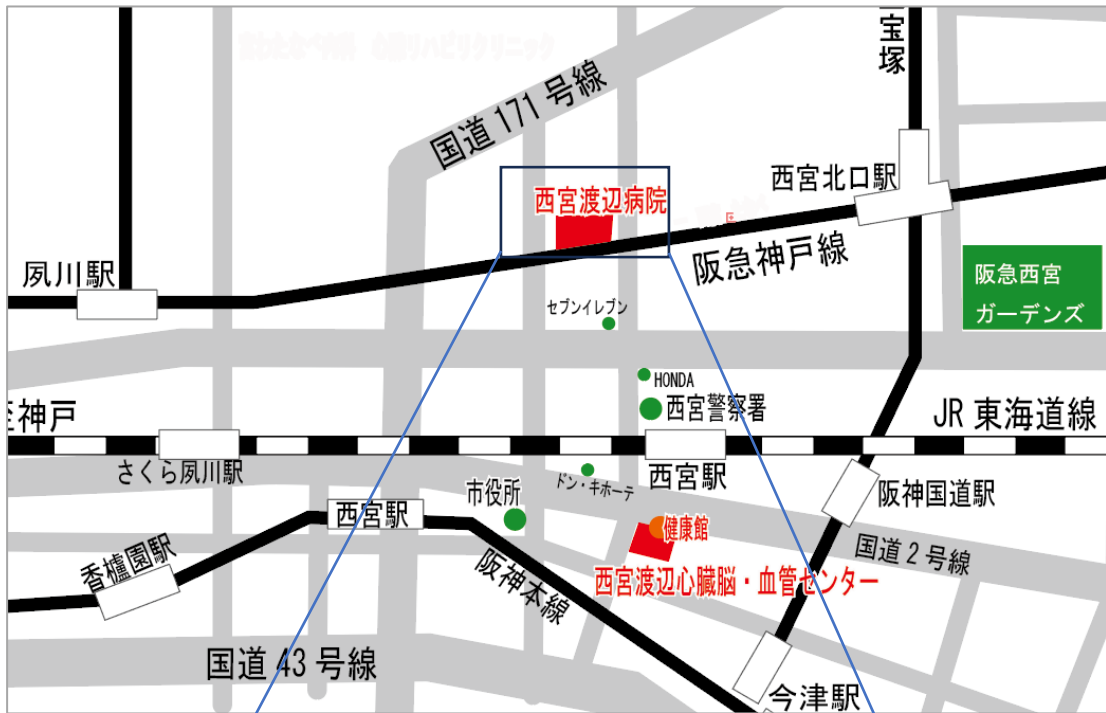 宝塚
国道171号線
西宮北口駅
西宮渡辺病院
阪急神戸線
夙川駅
阪急西宮
ガーデンズ
セブンイレブン
HONDA
西宮警察署
至神戸
JR東海道線
さくら夙川駅
西宮駅
ドン・キホーテ
市役所
西宮駅
阪神国道駅
健康館
国道2号線
香櫨園駅
阪神本線
西宮渡辺心臓脳・血管センター
国道43号線
今津駅